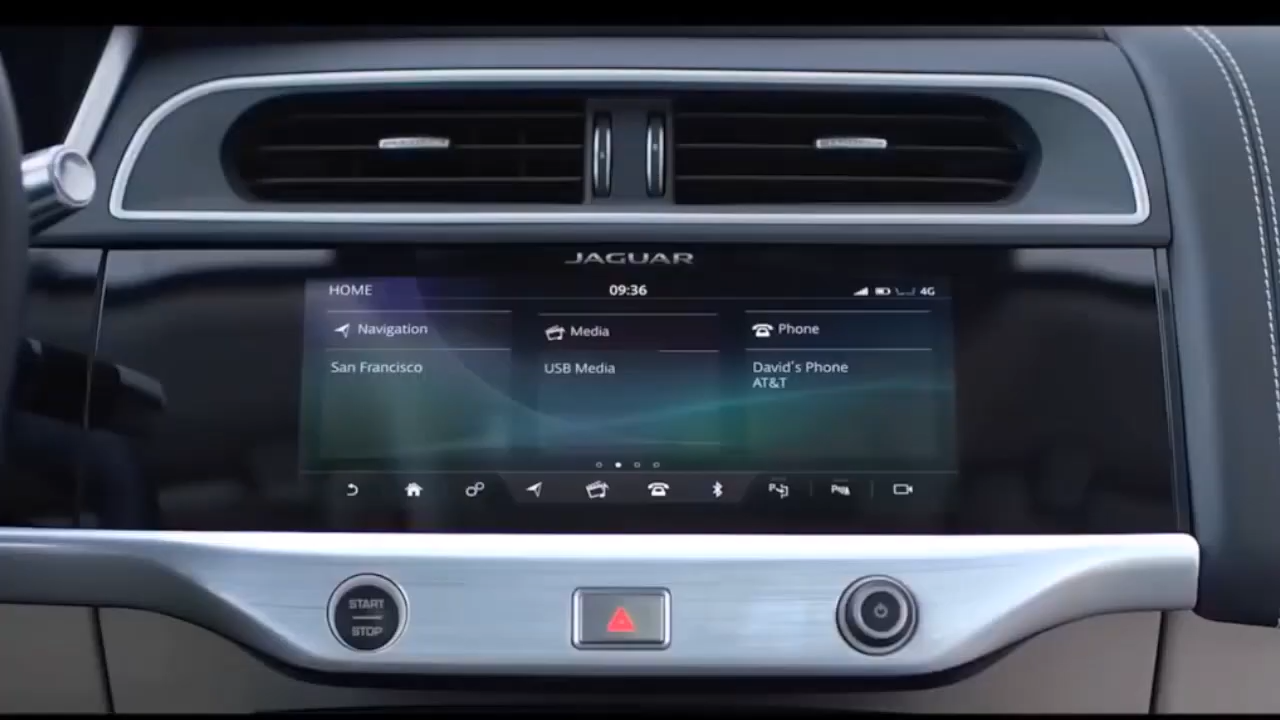 JAGUAR
HOME 09:36 4G
Navigation Media Phone
San Francisco USB Media David's Phone
AT&T
START
STOP